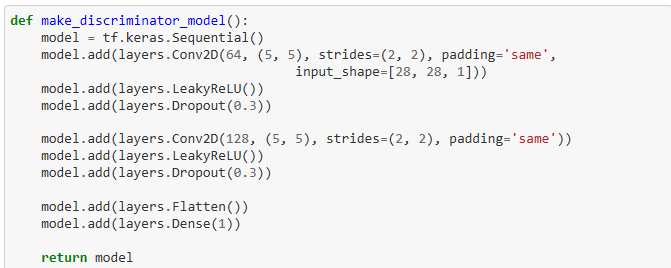 def make_discriminator_model():
    model = tf.keras.Sequential()
    model.add(layers.Conv2D(64, (5, 5), strides=(2, 2), padding='same',
                                     input_shape=[28, 28, 1]))
    model.add(layers.LeakyReLU())
    model.add(layers.Dropout(0.3))

    model.add(layers.Conv2D(128, (5, 5), strides=(2, 2), padding='same'))
    model.add(layers.LeakyReLU())
    model.add(layers.Dropout(0.3))

    model.add(layers.Flatten())
    model.add(layers.Dense(1))

    return model